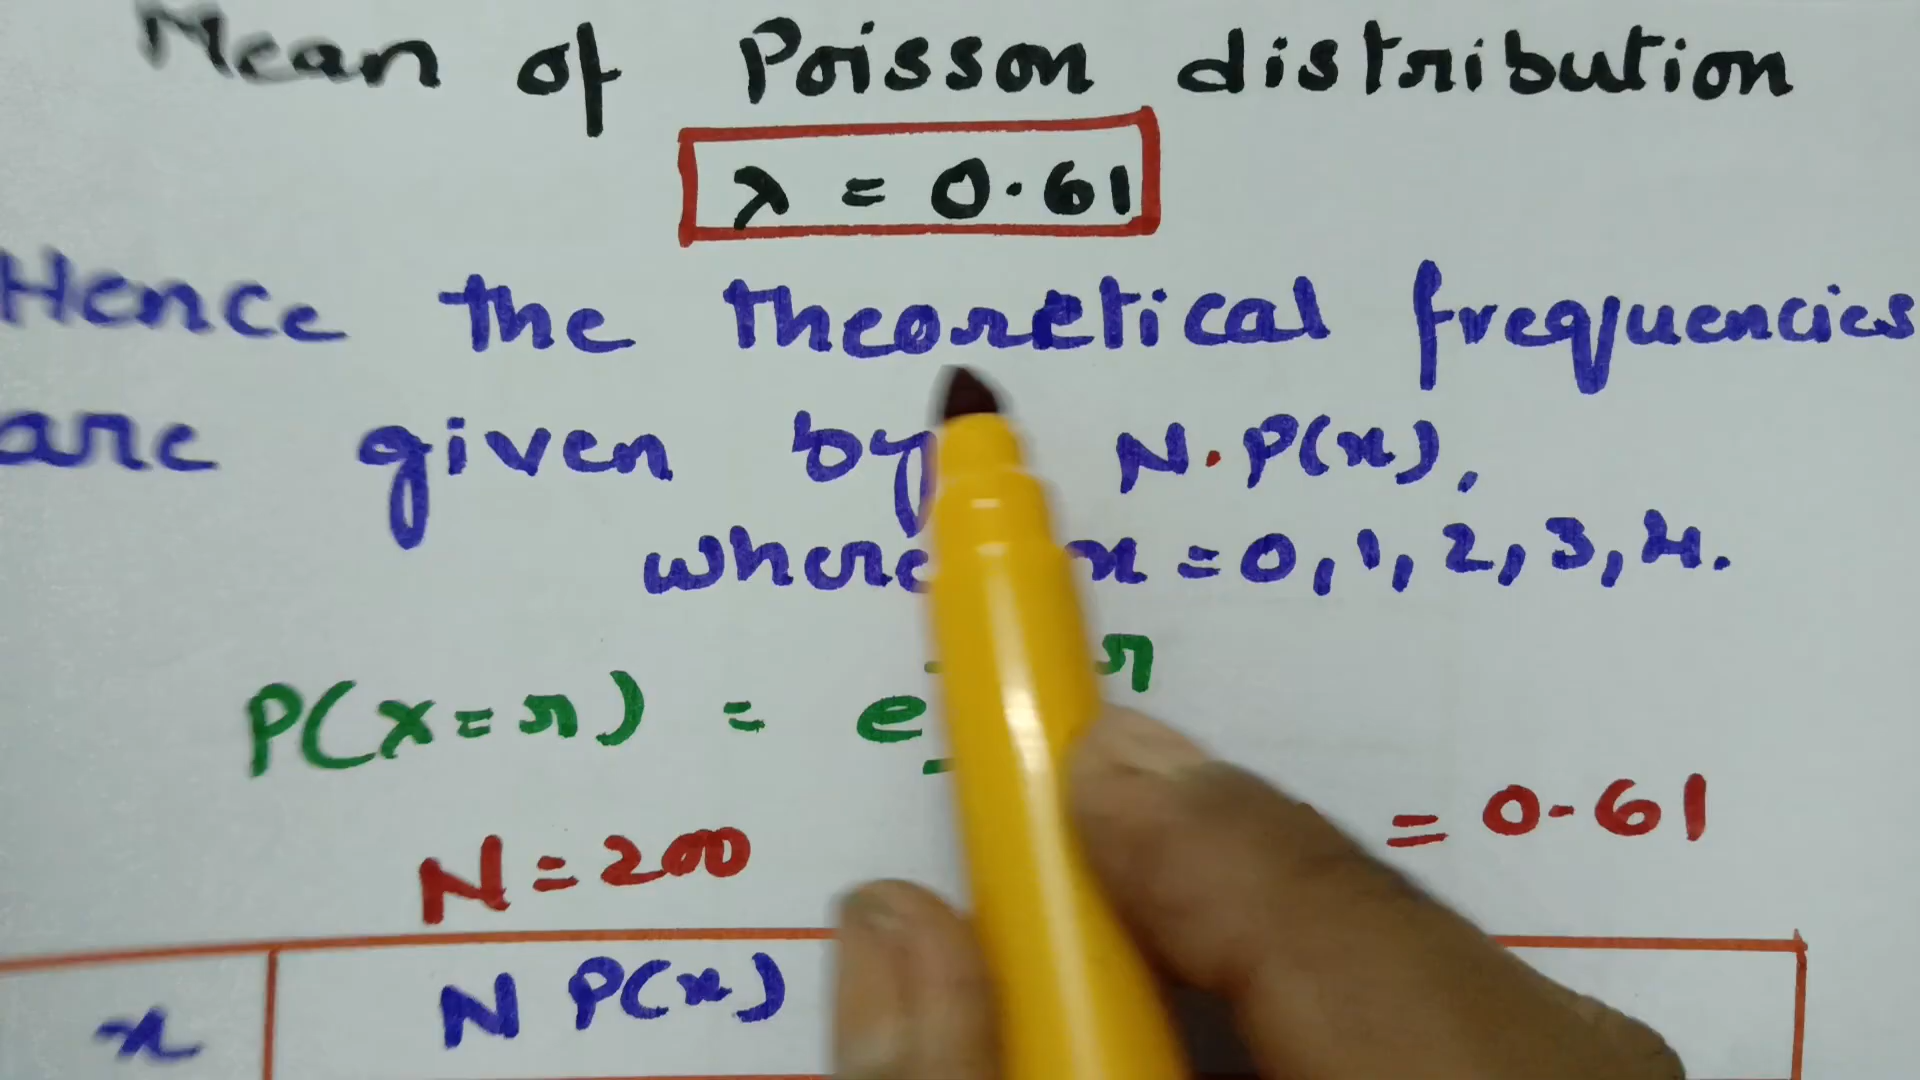 Mean of Poisson distribution
λ = 0.61
Hence the theoretical frequencies
are given by N.P(x),
where x = 0, 1, 2, 3, 4.
P(X=r) = e r
N = 200 = 0.61
x N P(x)